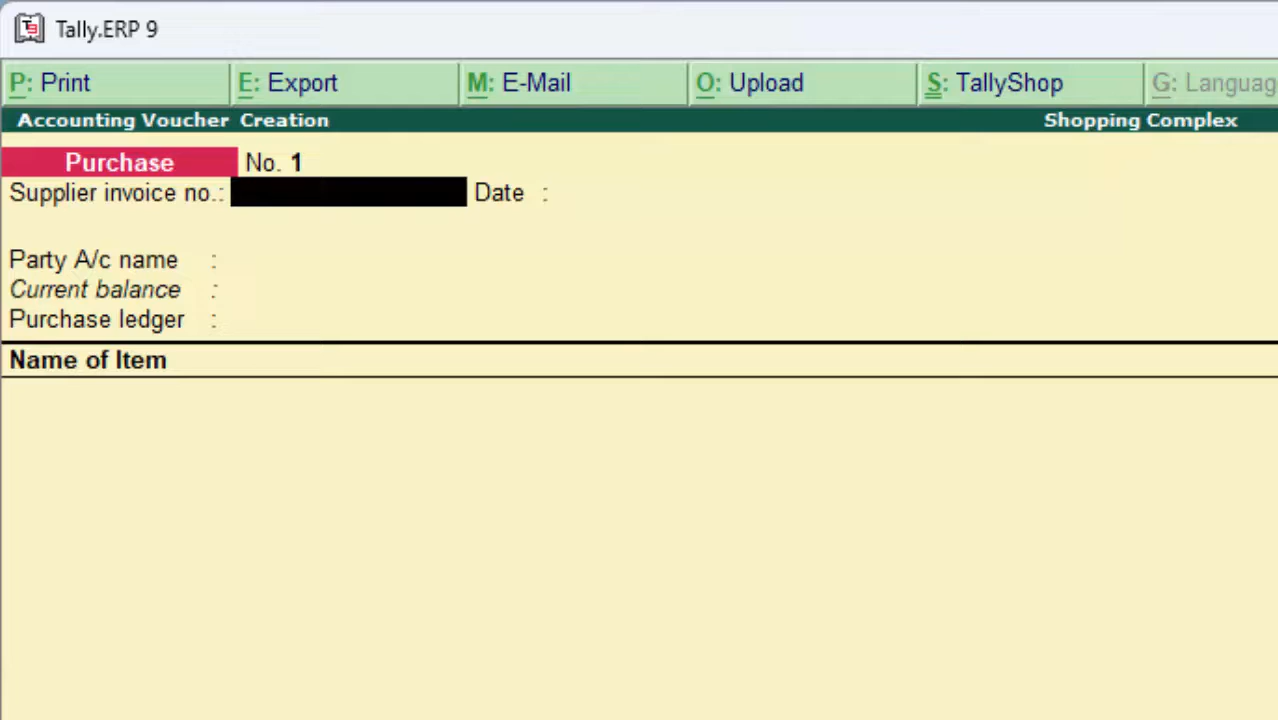 Tally.ERP 9
P: Print E: Export M: E-Mail O: Upload S: TallyShop G: Languag
Accounting Voucher Creation Shopping Complex
Purchase No. 1
Supplier invoice no.: Date :
Party A/c name :
Current balance :
Purchase ledger :
Name of Item